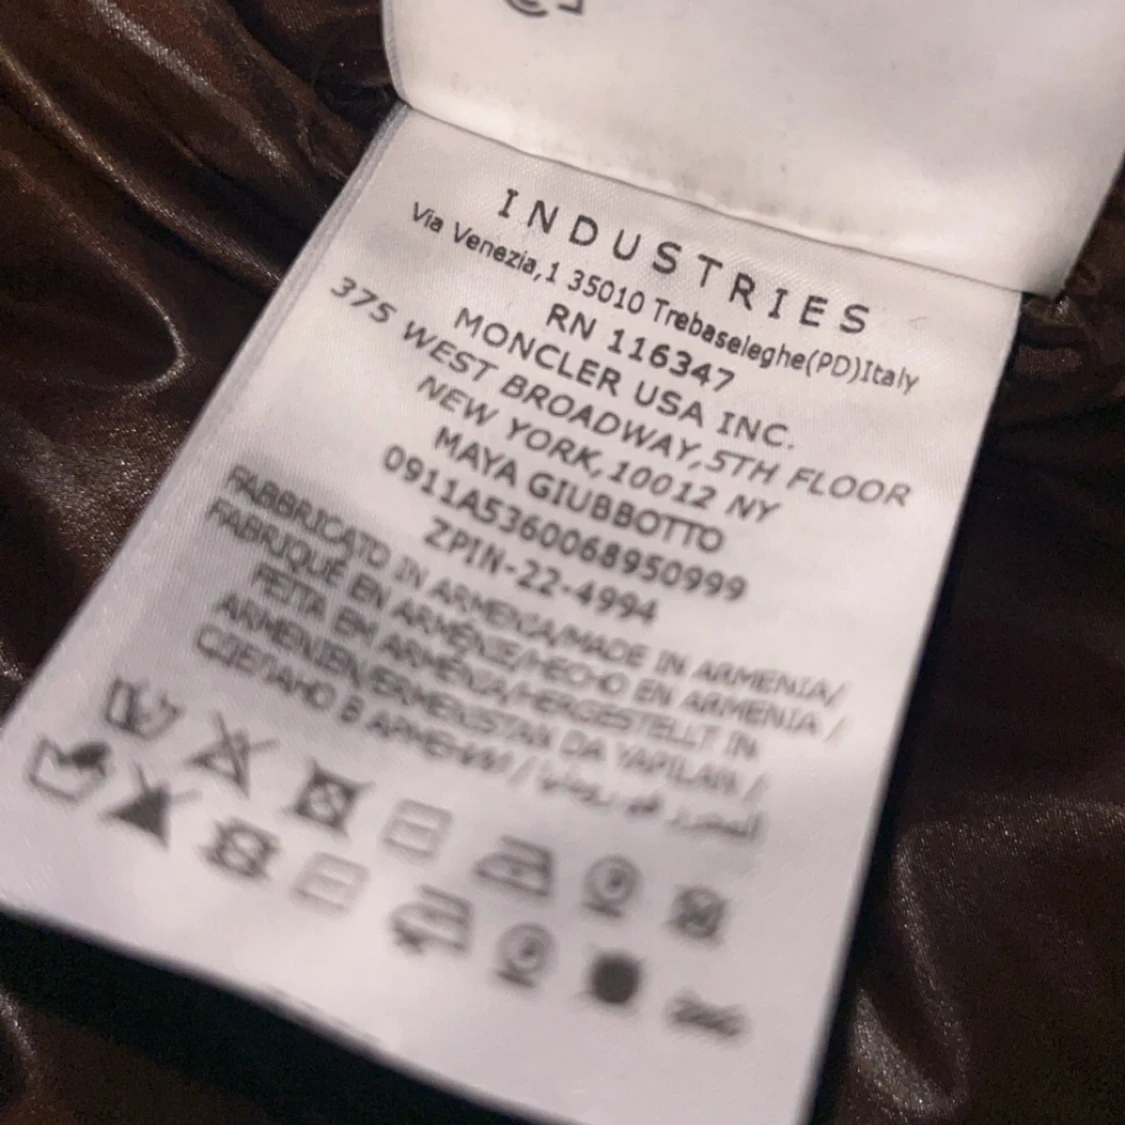 INDUSTRIES
Via Venezia,1 35010 Trebaseleghe(PD)Italy
RN 116347
MONCLER USA INC.
375 WEST BROADWAY,5TH FLOOR
NEW YORK,10012 NY
MAYA GIUBBOTTO
0911A5360068950999
ZPIN-22-4994
FABBRICATO IN ARMENIA/MADE IN ARMENIA/
FABRIQUÉ EN ARMÉNIE/HECHO EN ARMENIA /
FEITA EM ARMÊNIA/HERGESTELLT IN
ARMENIEN/ERMENISTAN DA YAPILAN /
СДЕЛАНО В АРМЕНИИ /